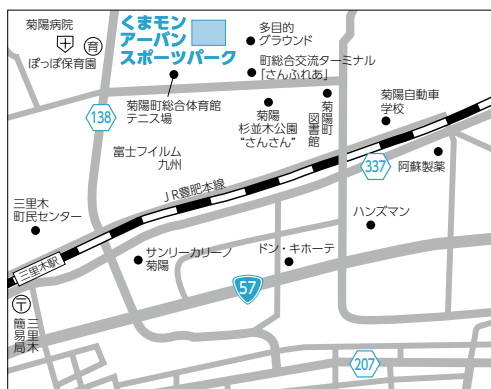 菊陽病院
育
ぽっぽ保育園
くまモン
アーバン
スポーツパーク
多目的
グラウンド
町総合交流ターミナル
「さんふれあ」
138
菊陽町総合体育館
テニス場
菊陽
杉並木公園
“さんさん”
菊陽町
図書館
菊陽自動車
学校
富士フイルム
九州
JR豊肥本線
337
阿蘇製薬
三里木
町民センター
ハンズマン
サンリーカリーノ
菊陽
ドン・キホーテ
三里木駅
57
〒
三里木
簡易局
207